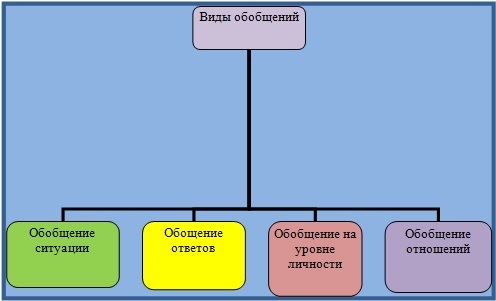 Виды обобщений
Обобщение
ситуации
Обощение
ответов
Обобщение на
уровне
личности
Обобщение
отношений